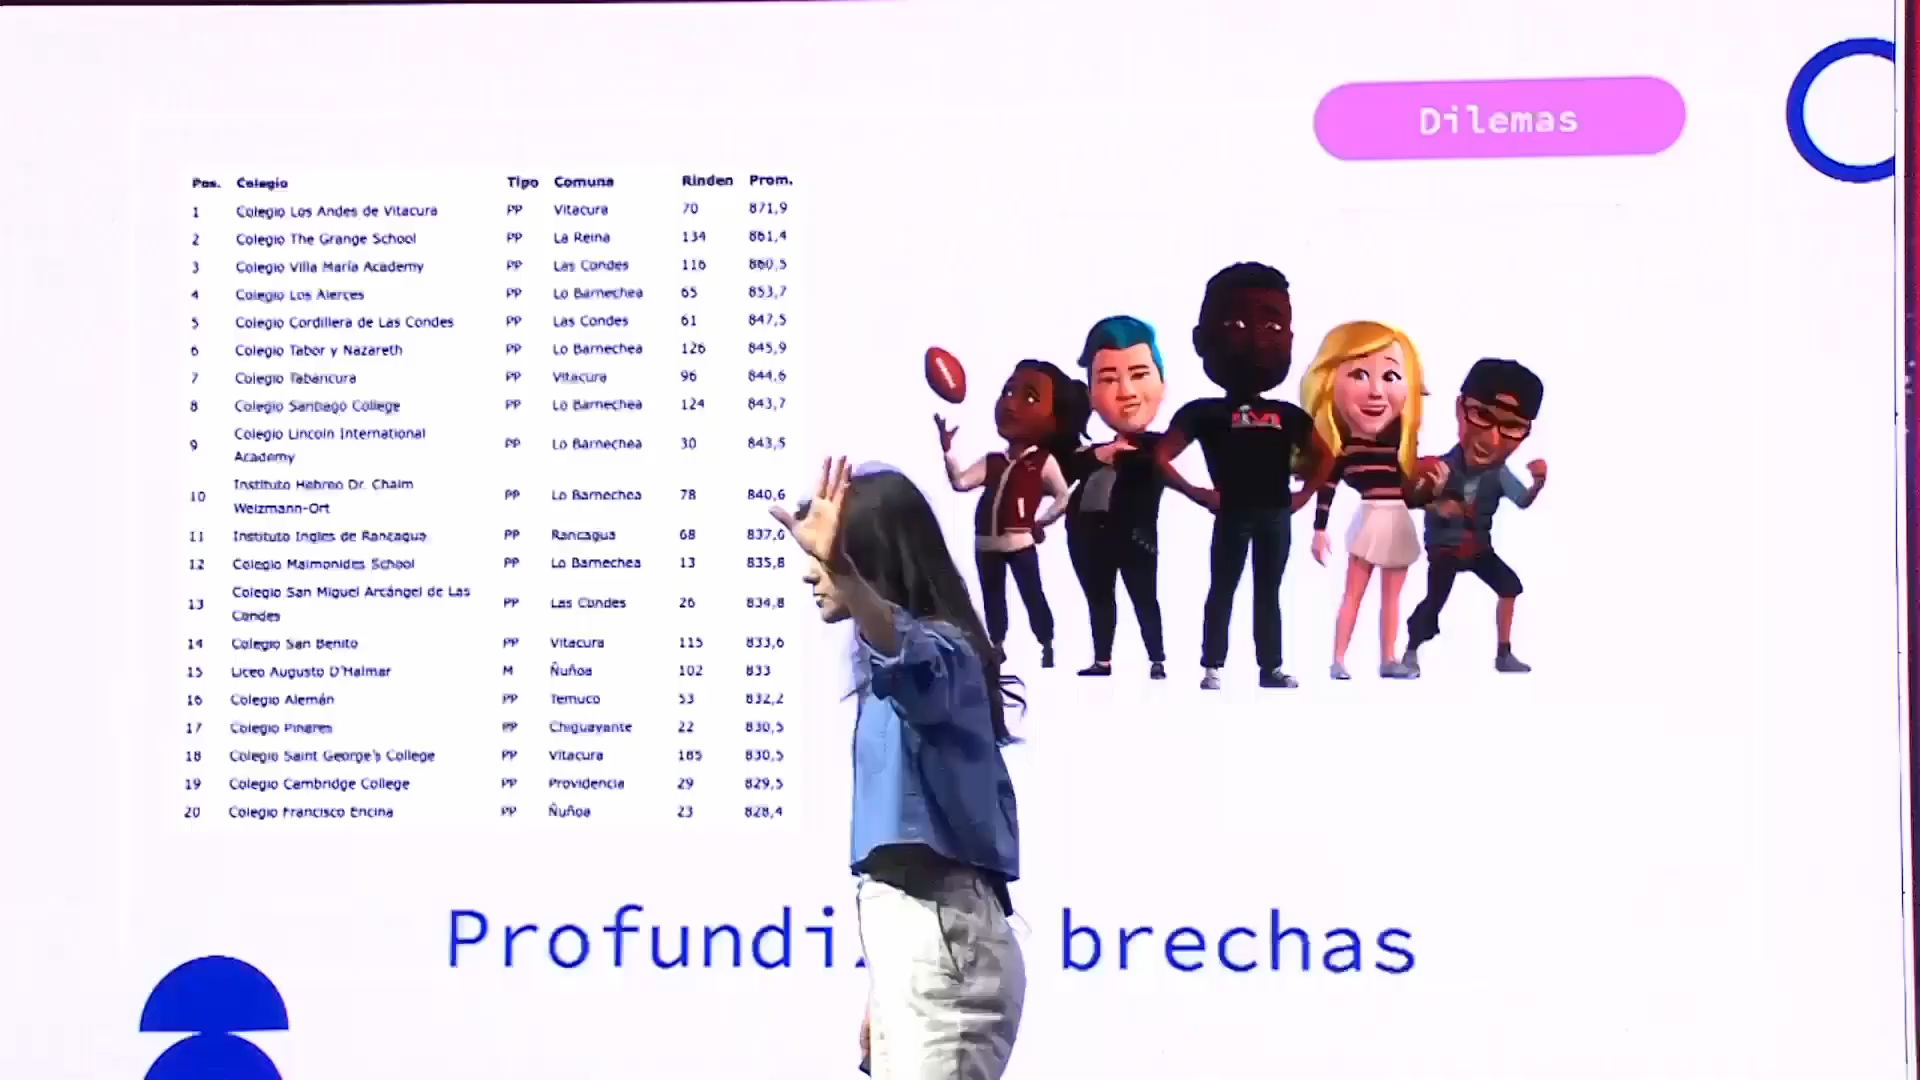 Dilemas
Pos. Colegio Tipo Comuna Rinden Prom.
1 Colegio Los Andes de Vitacura PP Vitacura 70 871,9
2 Colegio The Grange School PP La Reina 134 861,4
3 Colegio Villa María Academy PP Las Condes 116 860,5
4 Colegio Los Alerces PP Lo Barnechea 65 853,7
5 Colegio Cordillera de Las Condes PP Las Condes 61 847,5
6 Colegio Tabor y Nazareth PP Lo Barnechea 126 845,9
7 Colegio Tabancura PP Vitacura 96 844,6
8 Colegio Santiago College PP Lo Barnechea 124 843,7
9 Colegio Lincoln International Academy PP Lo Barnechea 30 843,5
10 Instituto Hebreo Dr. Chaim Weizmann-Ort PP Lo Barnechea 78 840,6
11 Instituto Ingles de Rancagua PP Rancagua 68 837,6
12 Colegio Maimonides School PP Lo Barnechea 13 835,8
13 Colegio San Miguel Arcángel de Las Condes PP Las Condes 26 834,8
14 Colegio San Benito PP Vitacura 115 833,6
15 Liceo Augusto D'Halmar M Ñuñoa 102 833
16 Colegio Alemán PP Temuco 53 832,2
17 Colegio Pinares PP Chiguayante 22 830,5
18 Colegio Saint George's College PP Vitacura 185 830,5
19 Colegio Cambridge College PP Providencia 29 829,5
20 Colegio Francisco Encina PP Ñuñoa 23 828,4
LVI
Profundi brechas